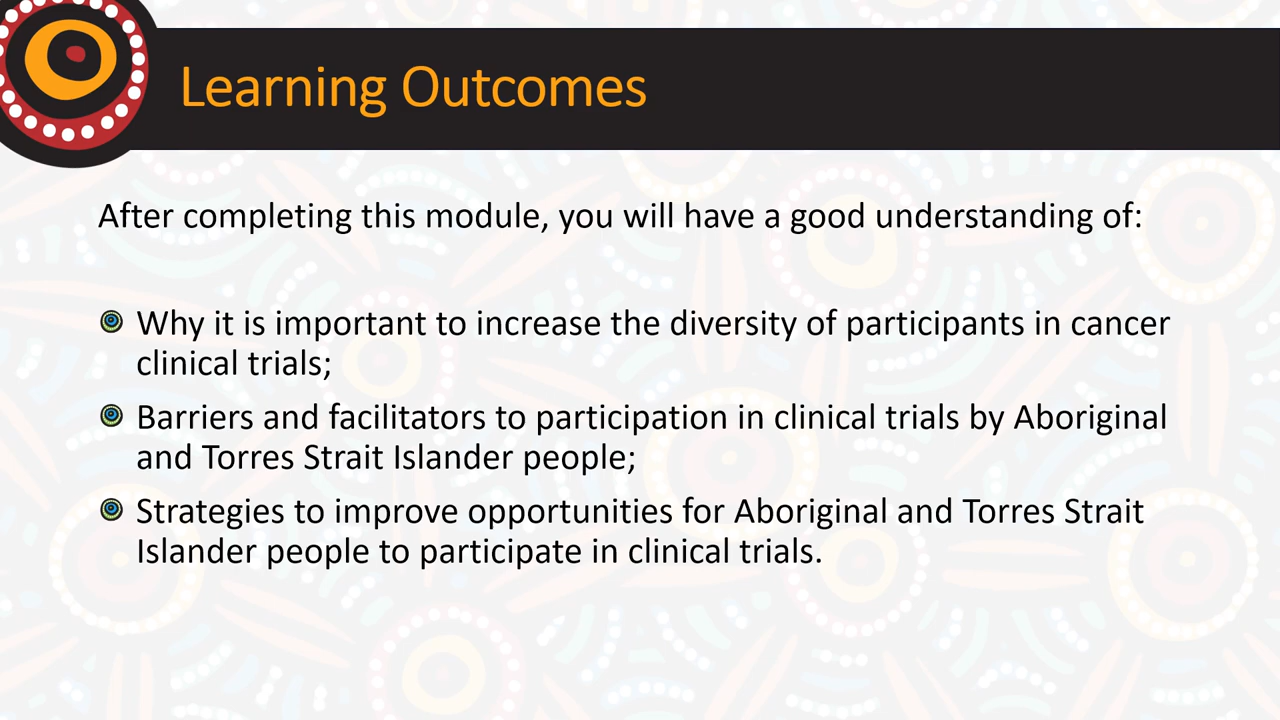 Learning Outcomes
After completing this module, you will have a good understanding of:
Why it is important to increase the diversity of participants in cancer
clinical trials;
Barriers and facilitators to participation in clinical trials by Aboriginal
and Torres Strait Islander people;
Strategies to improve opportunities for Aboriginal and Torres Strait
Islander people to participate in clinical trials.